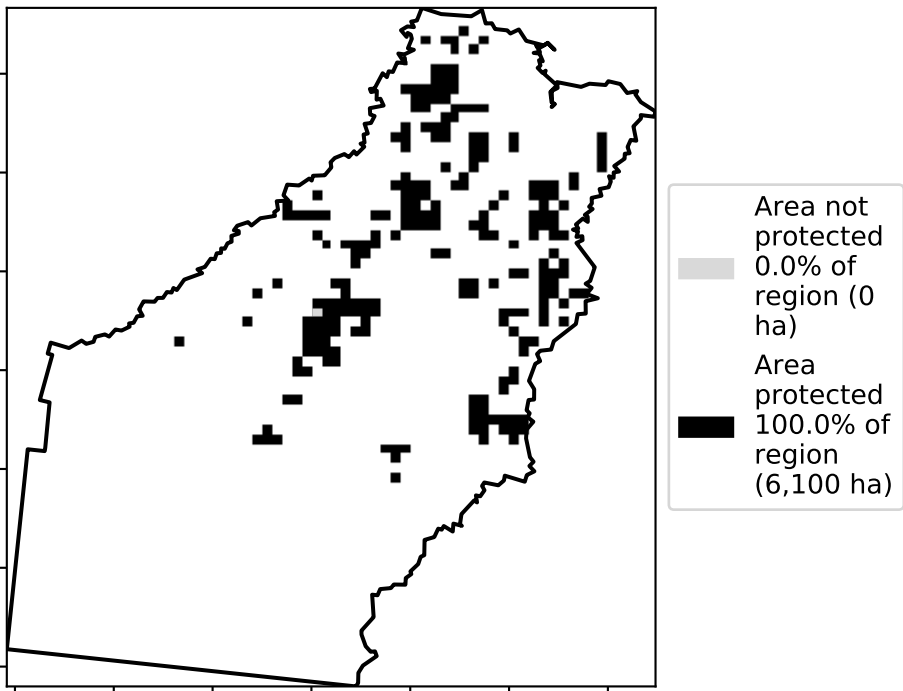 Area not
protected
0.0% of
region (0
ha)
Area
protected
100.0% of
region
(6,100 ha)